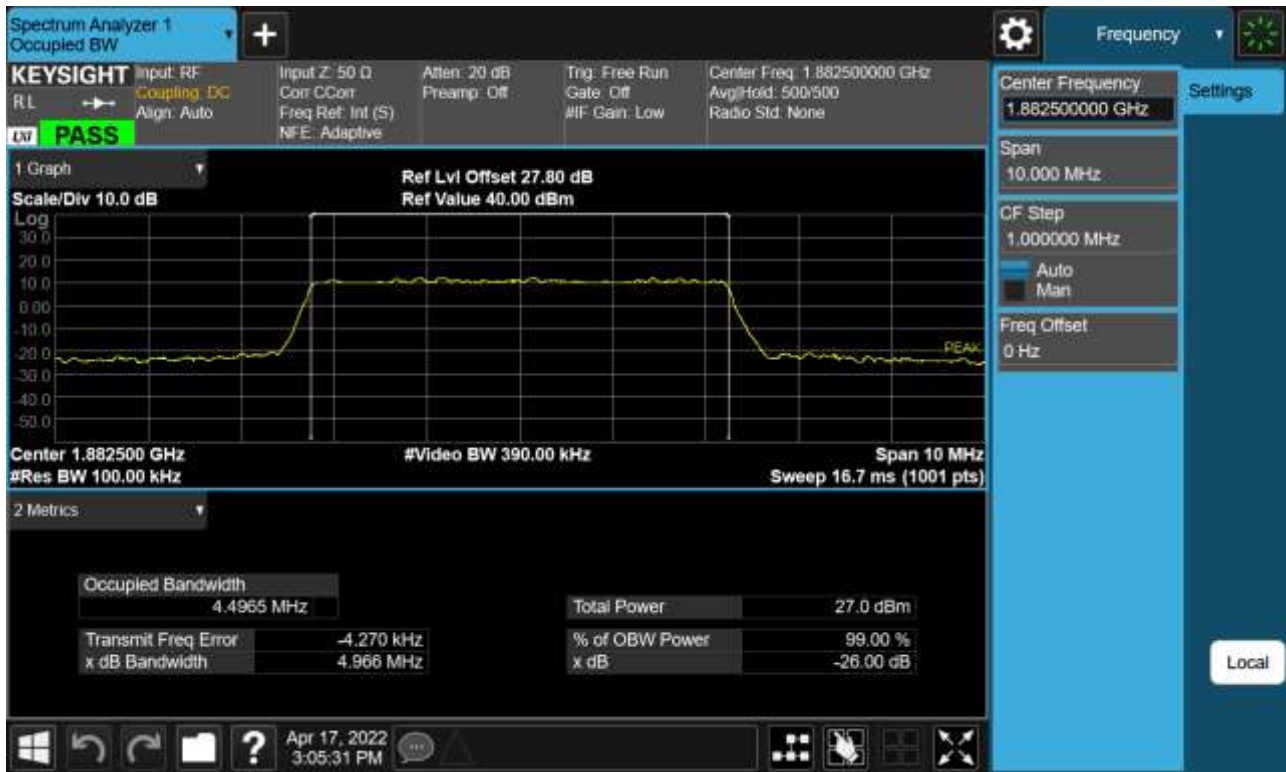 Spectrum Analyzer 1
Occupied BW
Frequency
KEYSIGHT
RL
LXI
PASS
Input: RF
Coupling: DC
Align: Auto
Input Z: 50 Ω
Corr CCorr
Freq Ref: Int (S)
NFE: Adaptive
Atten: 20 dB
Preamp: Off
Trig: Free Run
Gate: Off
#IF Gain: Low
Center Freq: 1.882500000 GHz
Avg|Hold: 500/500
Radio Std: None
Center Frequency
1.882500000 GHz
Settings
Span
10.000 MHz
CF Step
1.000000 MHz
Auto
Man
Freq Offset
0 Hz
Local
1 Graph
Ref Lvl Offset 27.80 dB
Scale/Div 10.0 dB
Ref Value 40.00 dBm
Log
30.0
20.0
10.0
0.00
-10.0
-20.0
-30.0
-40.0
-50.0
PEAK
Center 1.882500 GHz
#Video BW 390.00 kHz
Span 10 MHz
#Res BW 100.00 kHz
Sweep 16.7 ms (1001 pts)
2 Metrics
Occupied Bandwidth
4.4965 MHz
Total Power 27.0 dBm
Transmit Freq Error -4.270 kHz
% of OBW Power 99.00 %
x dB Bandwidth 4.966 MHz
x dB -26.00 dB
Apr 17, 2022
3:05:31 PM